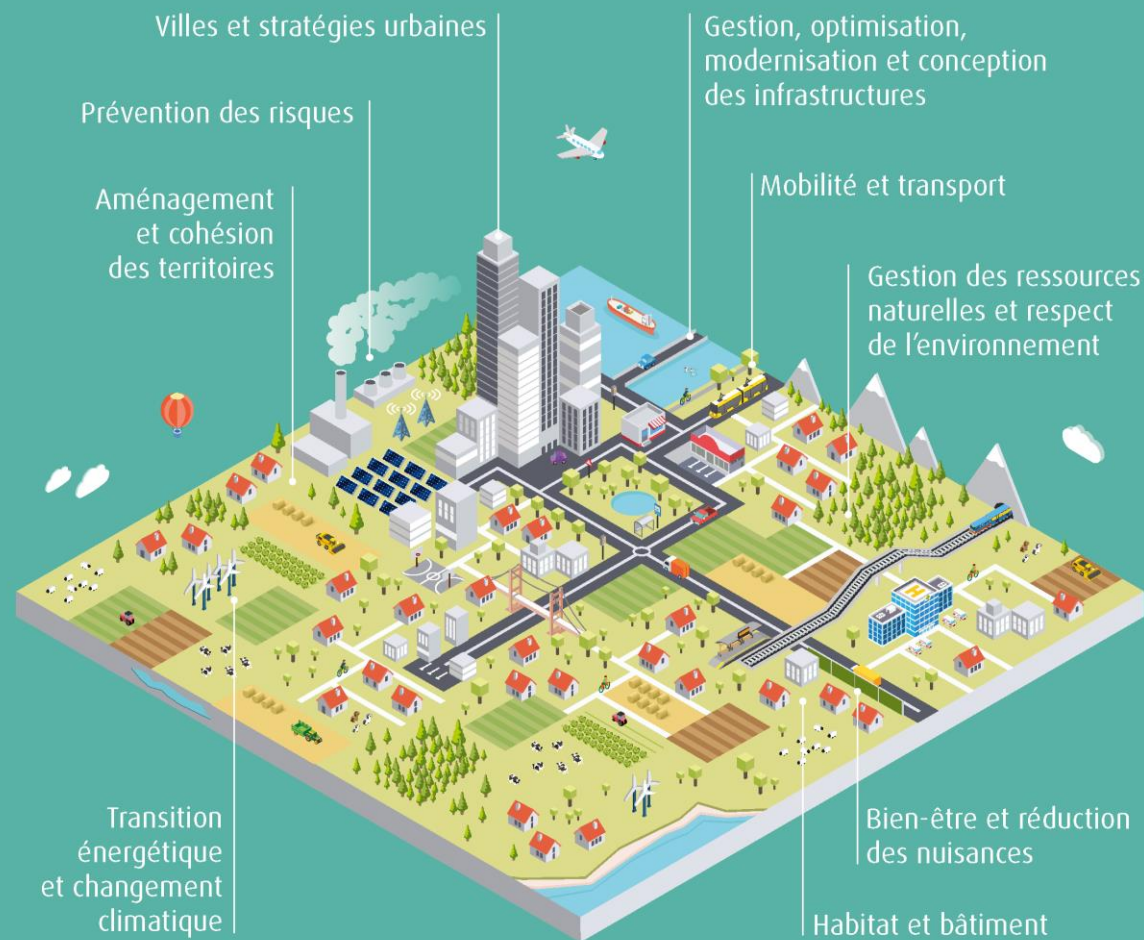 Villes et stratégies urbaines
Gestion, optimisation,
modernisation et conception
des infrastructures
Prévention des risques
Mobilité et transport
Aménagement
et cohésion
des territoires
Gestion des ressources
naturelles et respect
de l'environnement
H
Transition
énergétique
et changement
climatique
Bien-être et réduction
des nuisances
Habitat et bâtiment